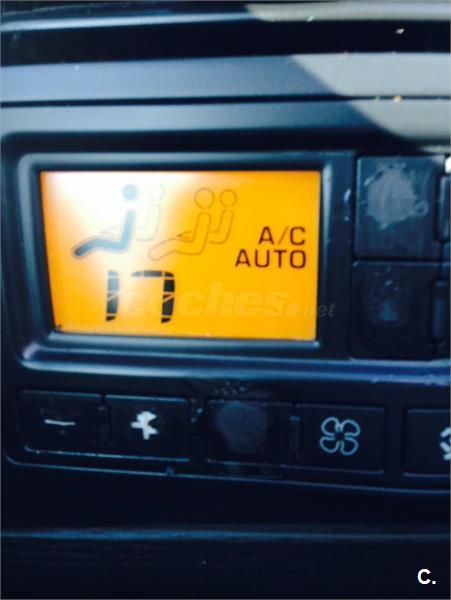 A/C
AUTO
17
coches.net
C.